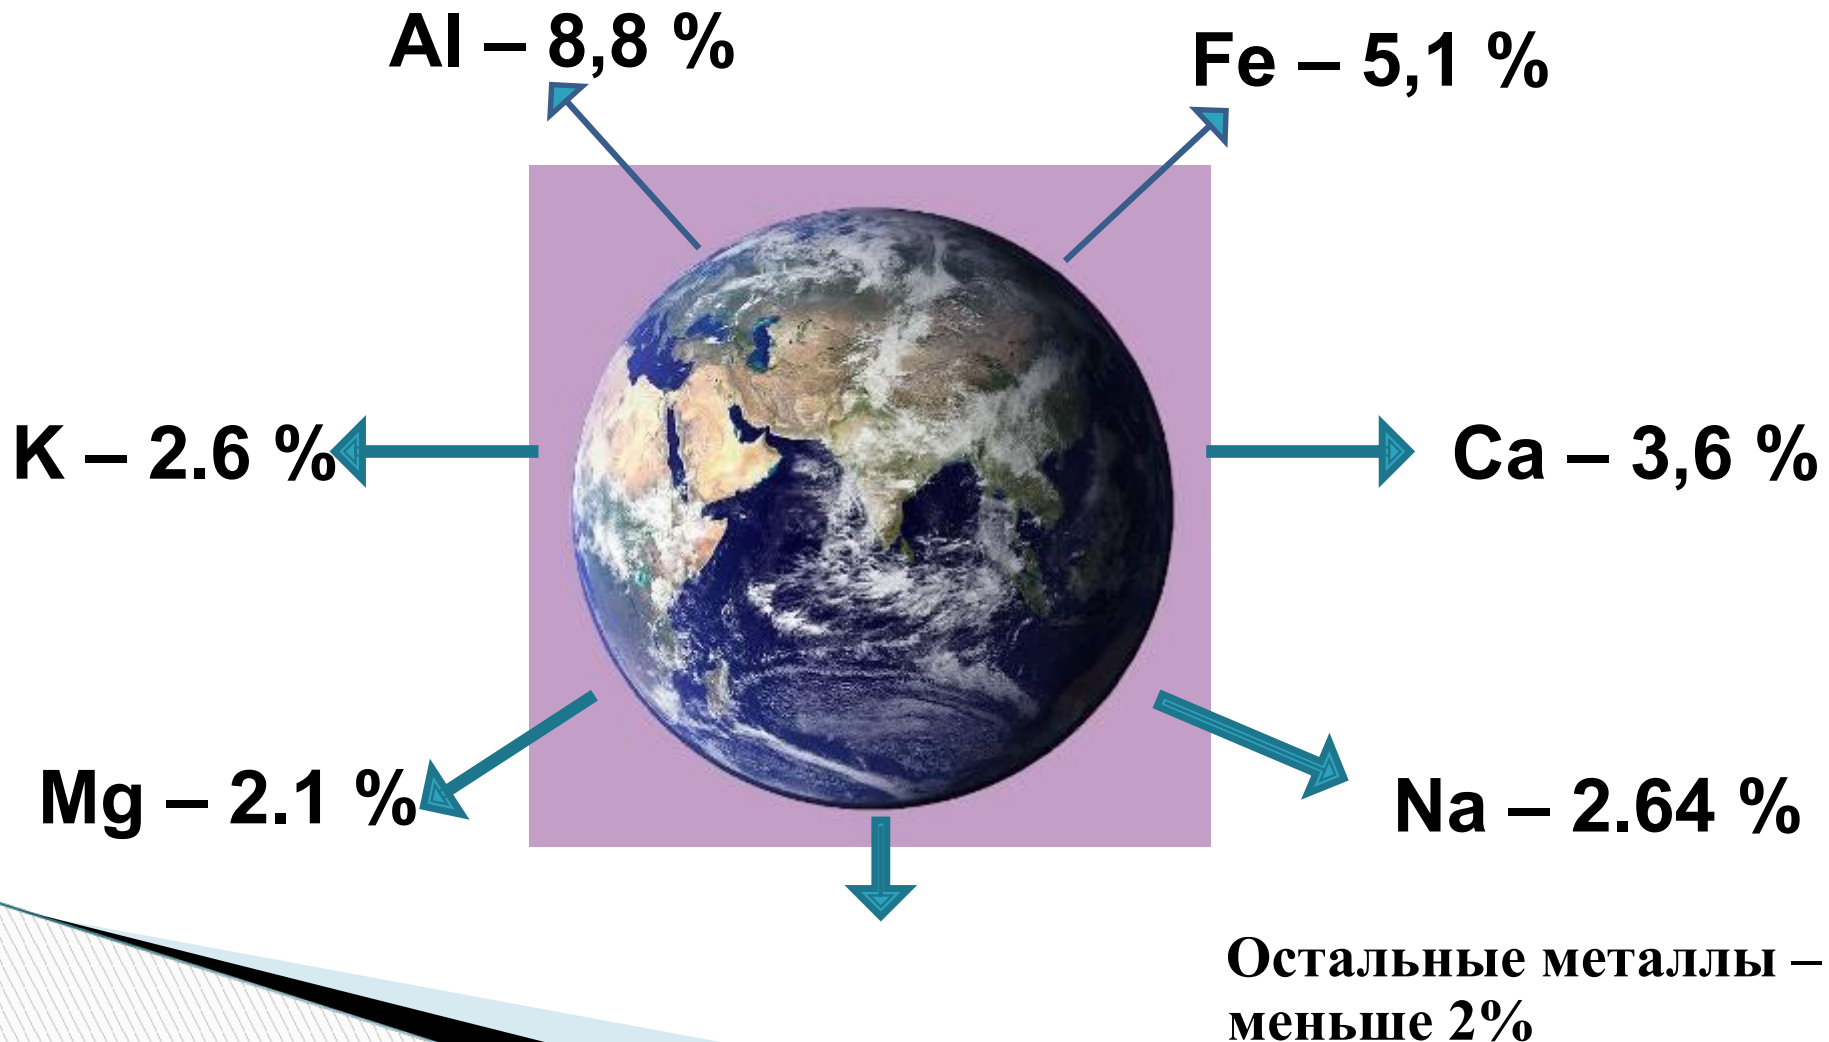 Al – 8,8 %
Fe – 5,1 %
K – 2.6 %
Ca – 3,6 %
Mg – 2.1 %
Na – 2.64 %
Остальные металлы –
меньше 2%